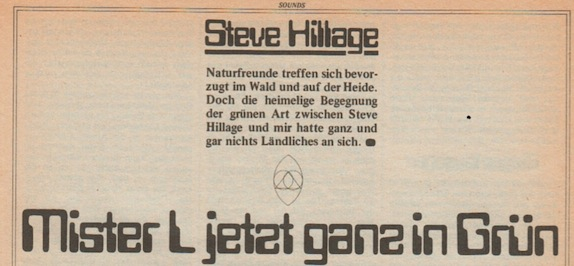 SOUNDS
Steve Hillage
Naturfreunde treffen sich bevor-
zugt im Wald und auf der Heide.
Doch die heimelige Begegnung
der grünen Art zwischen Steve
Hillage und mir hatte ganz und
gar nichts Ländliches an sich.
Mister L jetzt ganz in Grün